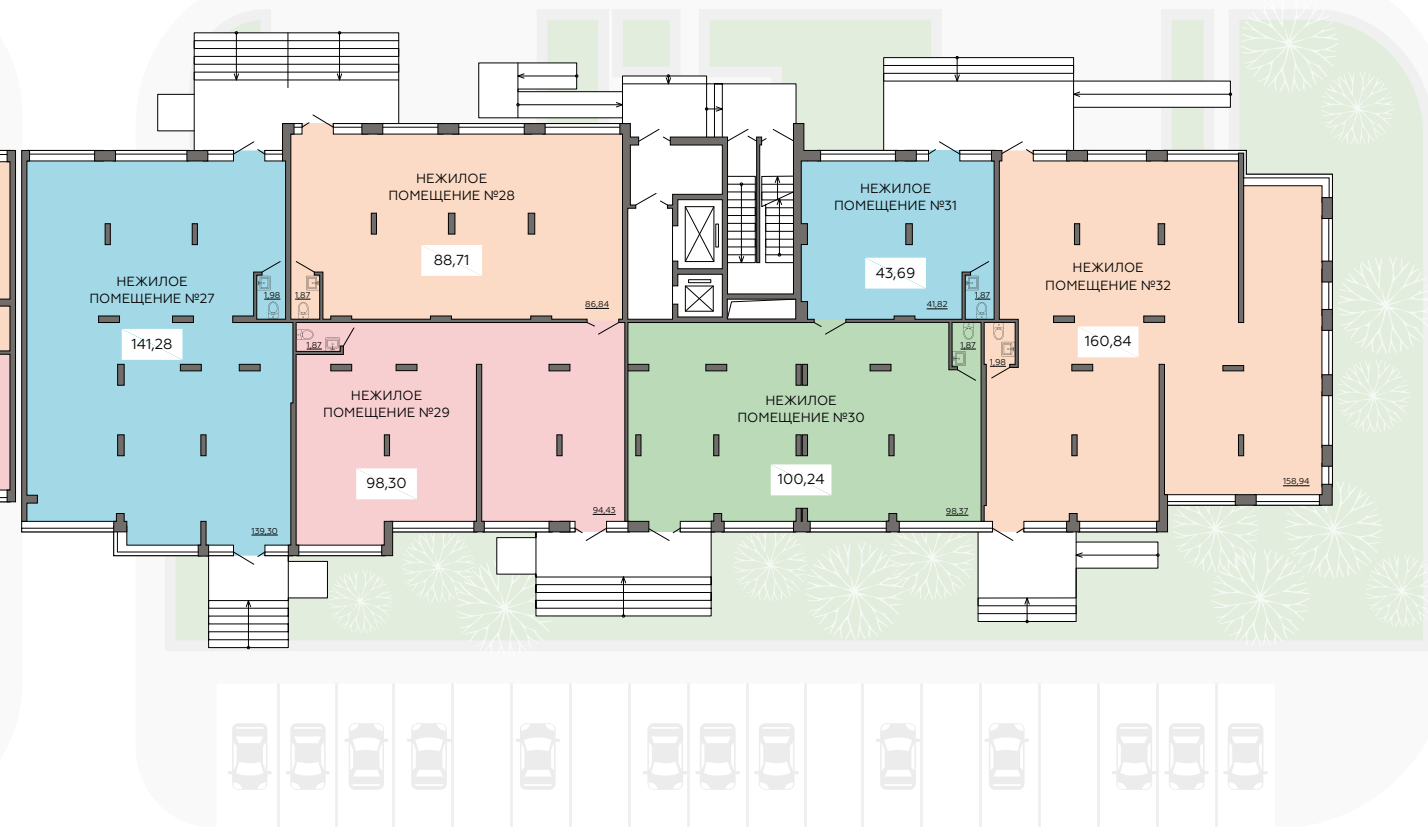 НЕЖИЛОЕ
ПОМЕЩЕНИЕ №27
141,28
1,98
139,30
НЕЖИЛОЕ
ПОМЕЩЕНИЕ №28
88,71
1,87
86,84
НЕЖИЛОЕ
ПОМЕЩЕНИЕ №29
98,30
1,87
94,43
НЕЖИЛОЕ
ПОМЕЩЕНИЕ №30
100,24
1,87
98,37
НЕЖИЛОЕ
ПОМЕЩЕНИЕ №31
43,69
41,82
1,87
НЕЖИЛОЕ
ПОМЕЩЕНИЕ №32
160,84
1,98
158,94